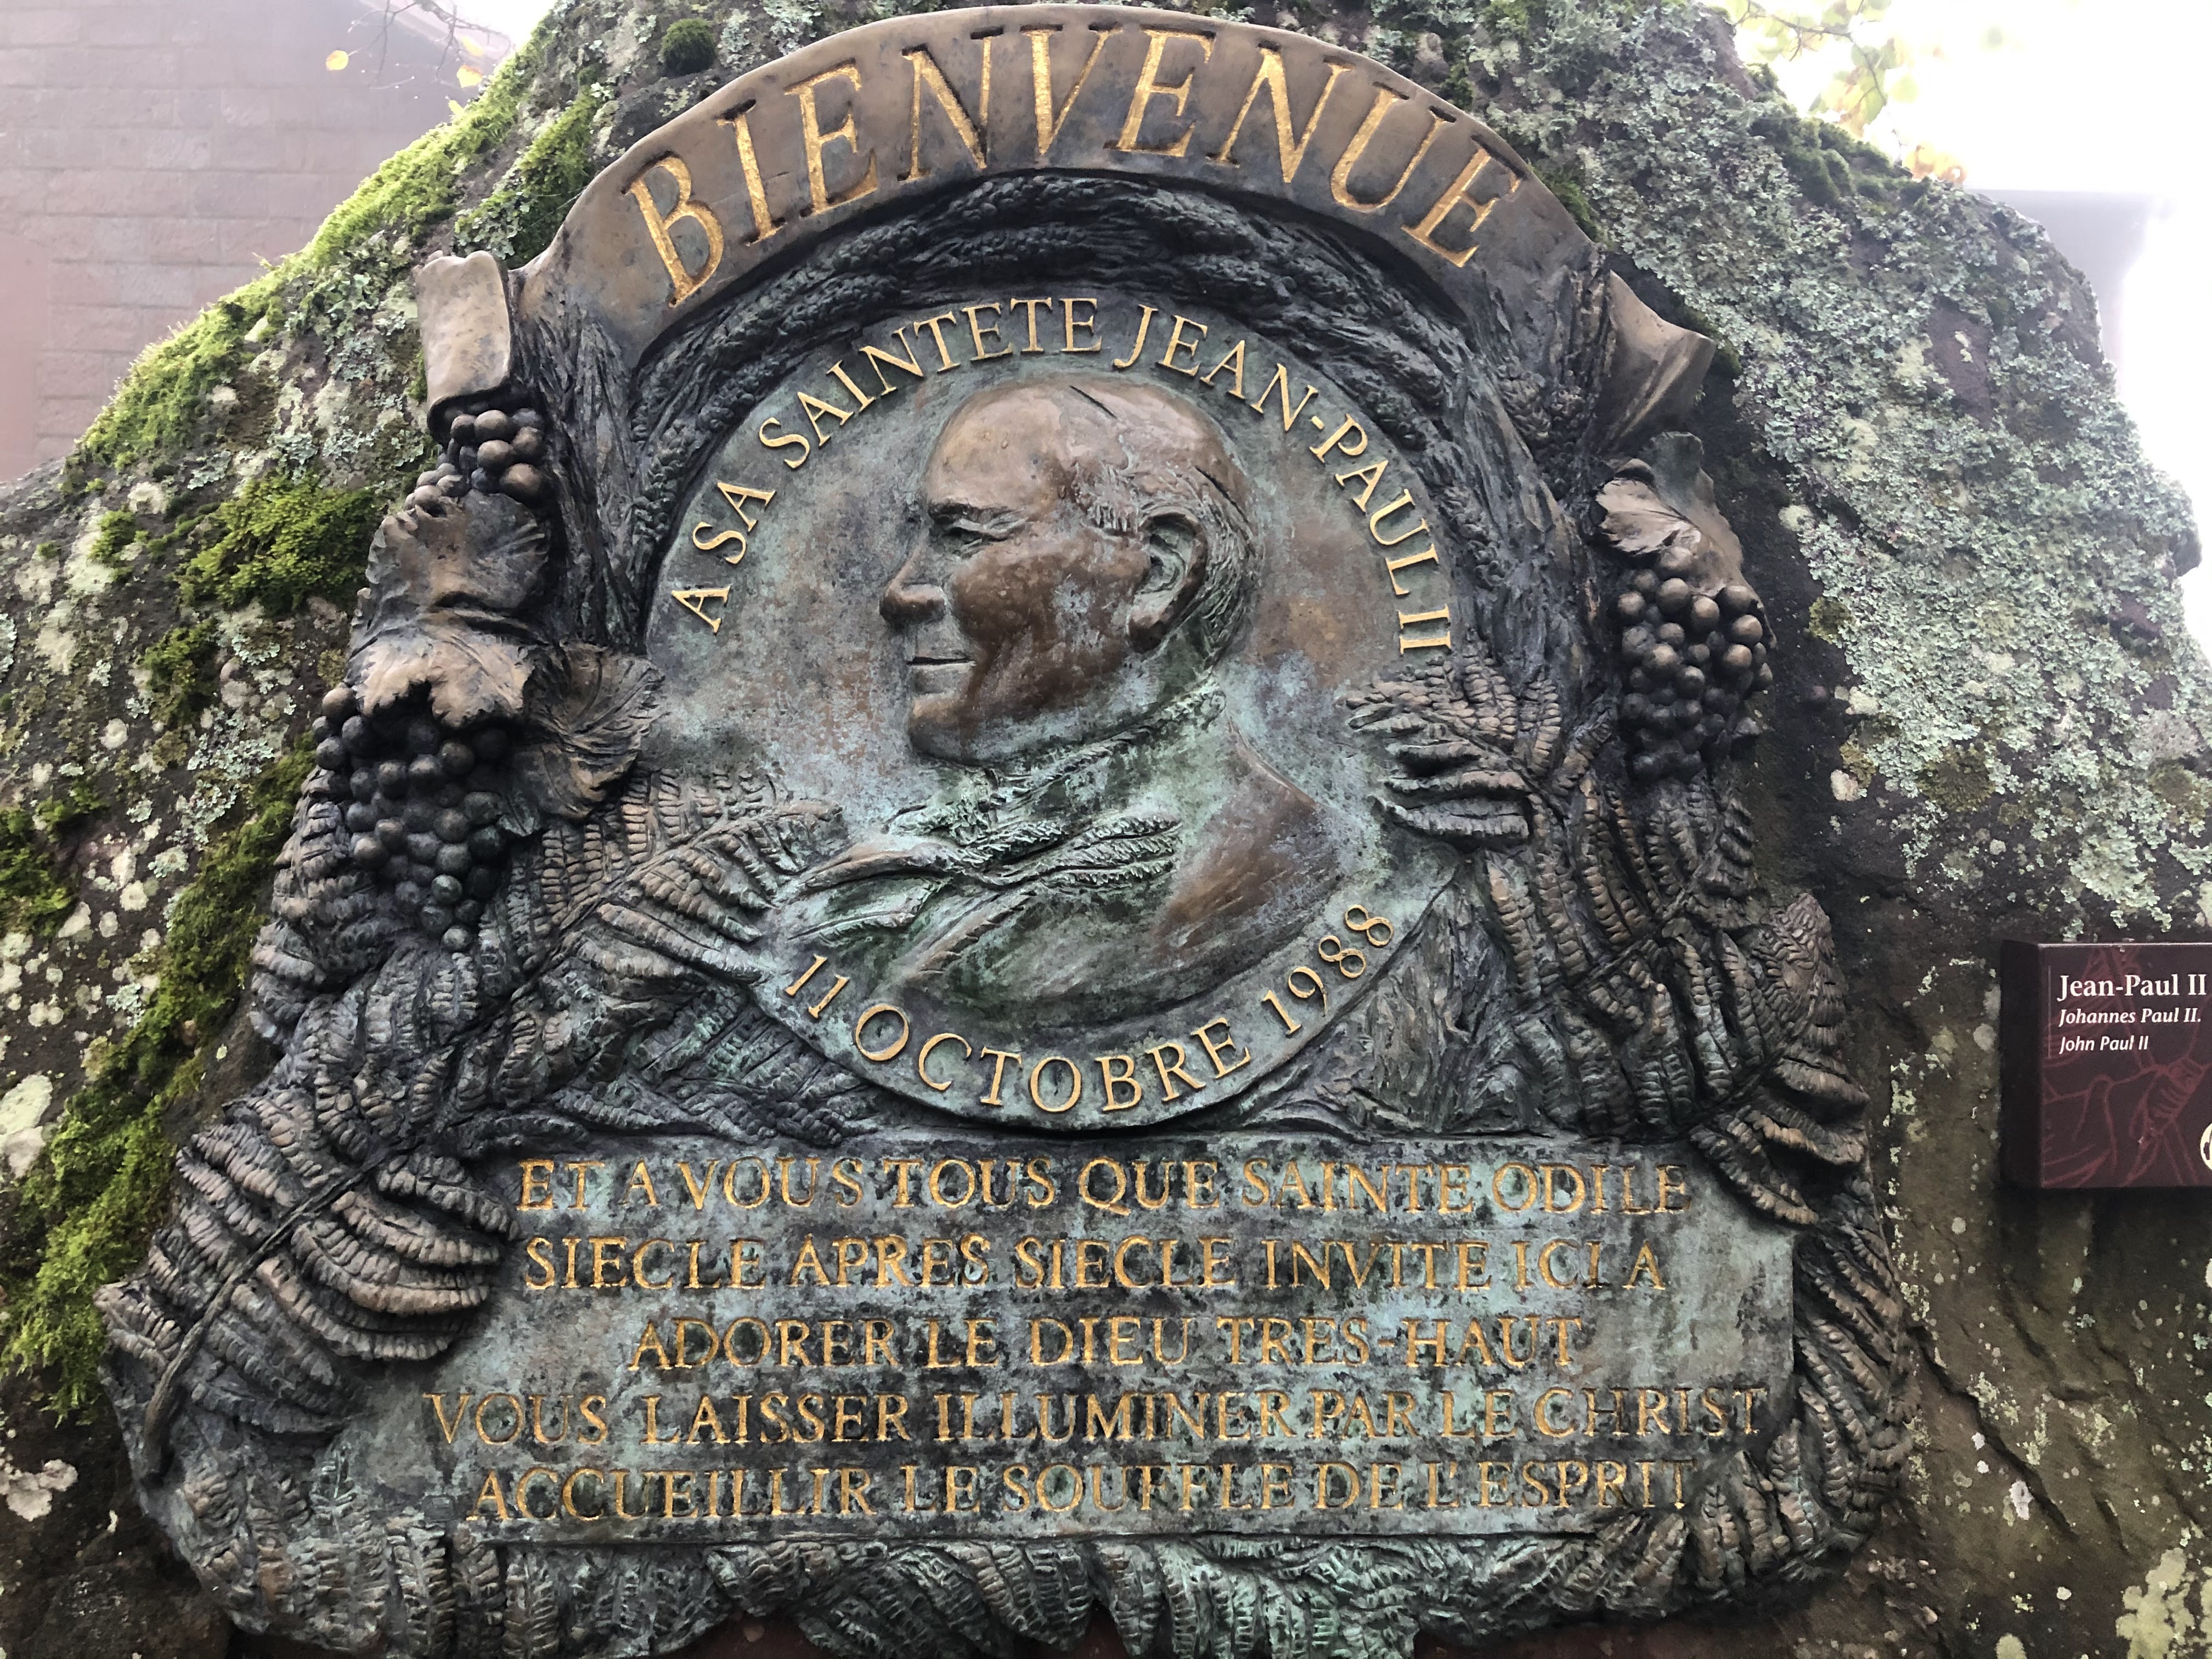 BIENVENUE
A SA SAINTETE JEAN-PAUL II
11 OCTOBRE 1988
ET A VOUS TOUS QUE SAINTE ODILE
SIECLE APRES SIECLE INVITE ICI A
ADORER LE DIEU TRES-HAUT
VOUS LAISSER ILLUMINER PAR LE CHRIST
ACCUEILLIR LE SOUFFLE DE L'ESPRIT
Jean-Paul II
Johannes Paul II.
John Paul II